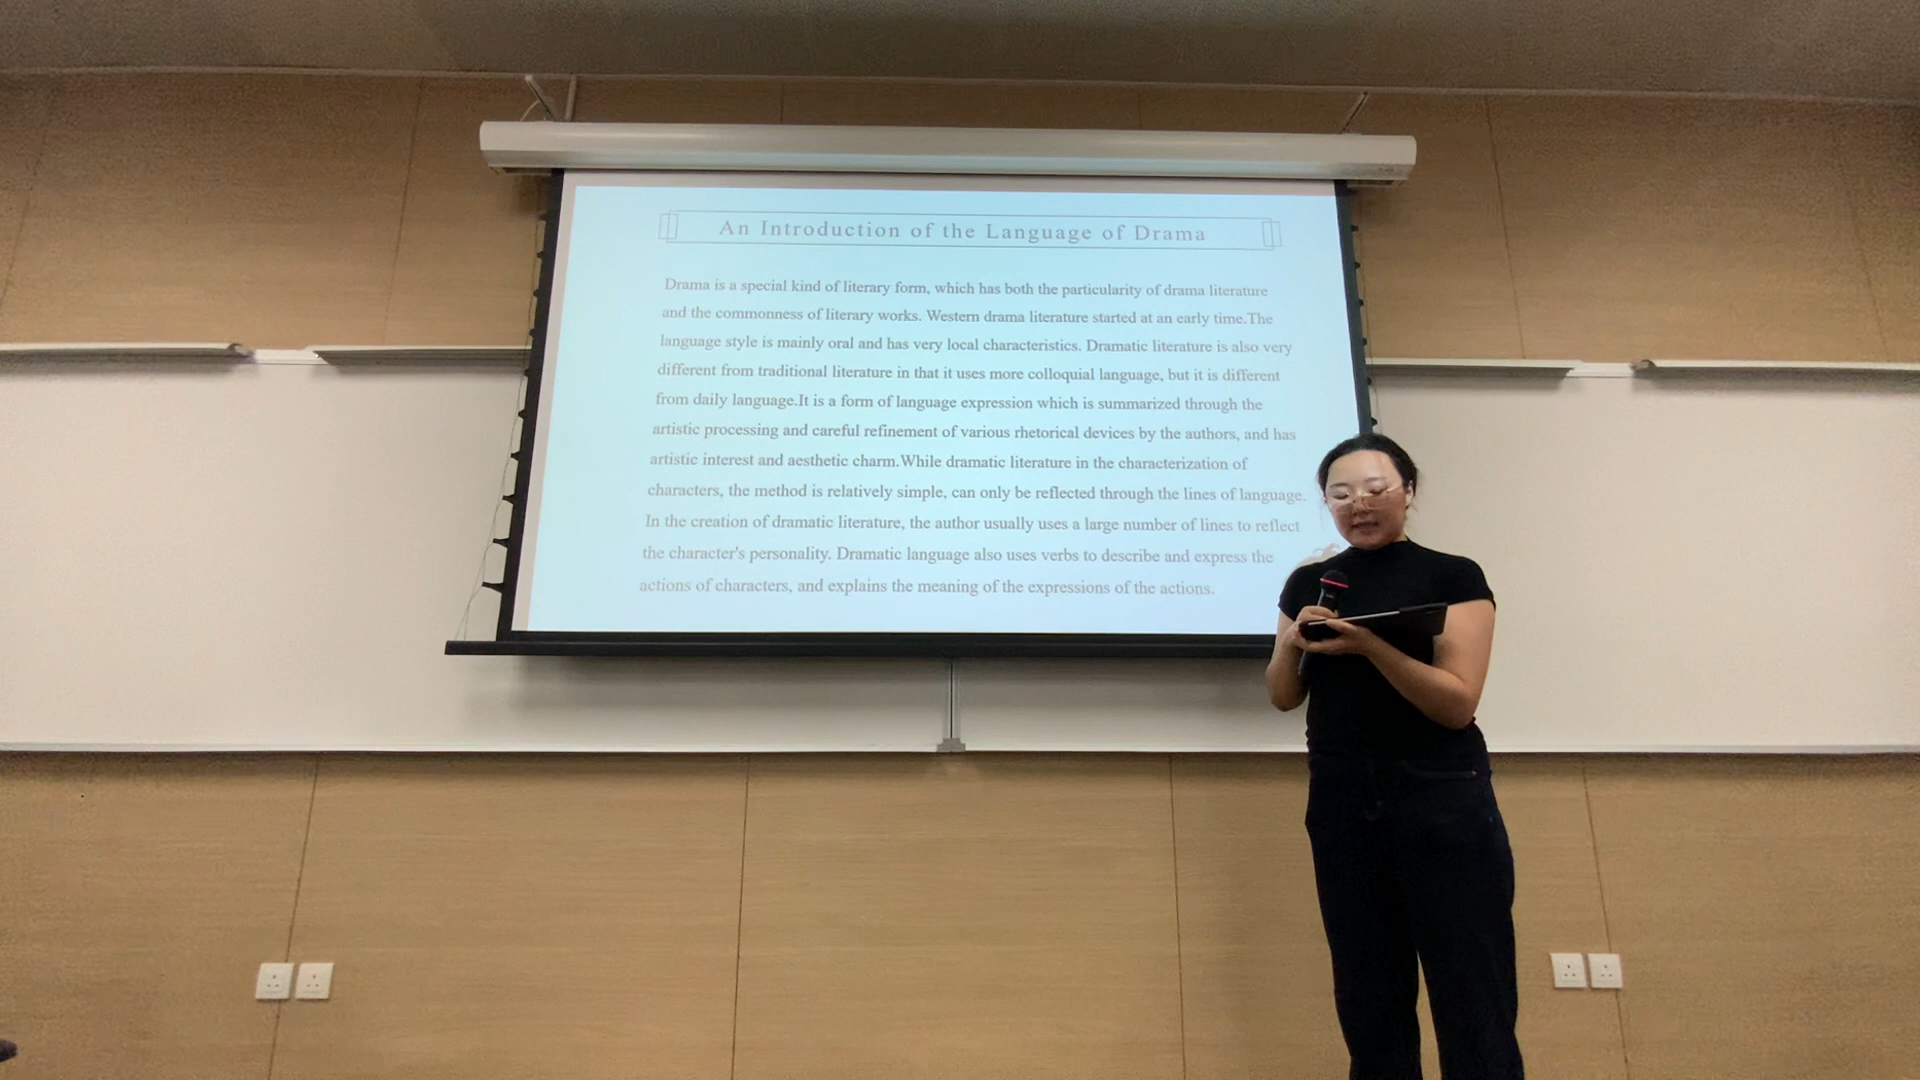 An Introduction of the Language of Drama
Drama is a special kind of literary form, which has both the particularity of drama literature
and the commonness of literary works. Western drama literature started at an early time.The
language style is mainly oral and has very local characteristics. Dramatic literature is also very
different from traditional literature in that it uses more colloquial language, but it is different
from daily language.It is a form of language expression which is summarized through the
artistic processing and careful refinement of various rhetorical devices by the authors, and has
artistic interest and aesthetic charm.While dramatic literature in the characterization of
characters, the method is relatively simple, can only be reflected through the lines of language.
In the creation of dramatic literature, the author usually uses a large number of lines to reflect
the character's personality. Dramatic language also uses verbs to describe and express the
actions of characters, and explains the meaning of the expressions of the actions.